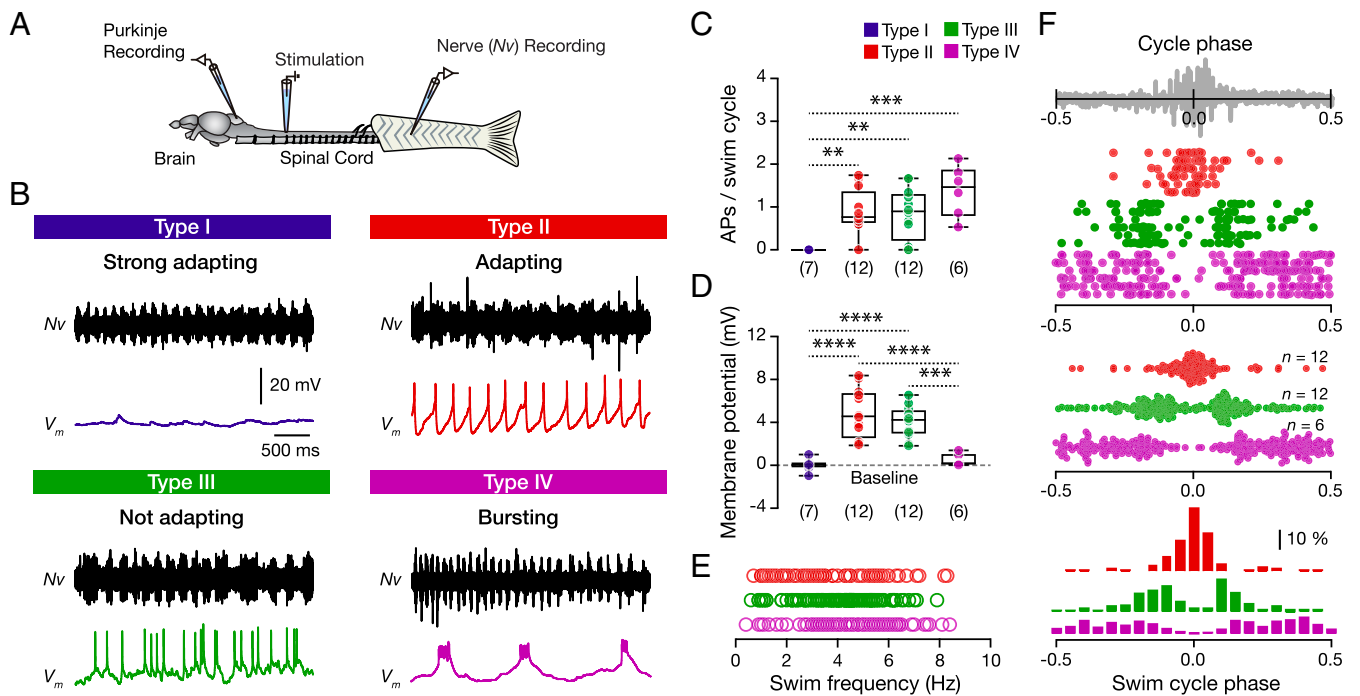 A
Purkinje
Recording
Stimulation
Nerve (Nv) Recording
Brain
Spinal Cord
B
Type I
Strong adapting
Nv
20 mV
Vm
500 ms
Type II
Adapting
Nv
Vm
Type III
Not adapting
Nv
Vm
Type IV
Bursting
Nv
Vm
C
Type I
Type II
Type III
Type IV
APs / swim cycle
4
3
2
1
0
***
**
**
(7)
(12)
(12)
(6)
D
Membrane potential (mV)
12
8
4
0
-4
****
****
****
***
Baseline
(7)
(12)
(12)
(6)
E
0
2
4
6
8
10
Swim frequency (Hz)
F
Cycle phase
-0.5
0.0
0.5
-0.5
0.0
0.5
n = 12
n = 12
n = 6
-0.5
0.0
0.5
10 %
-0.5
0.0
0.5
Swim cycle phase